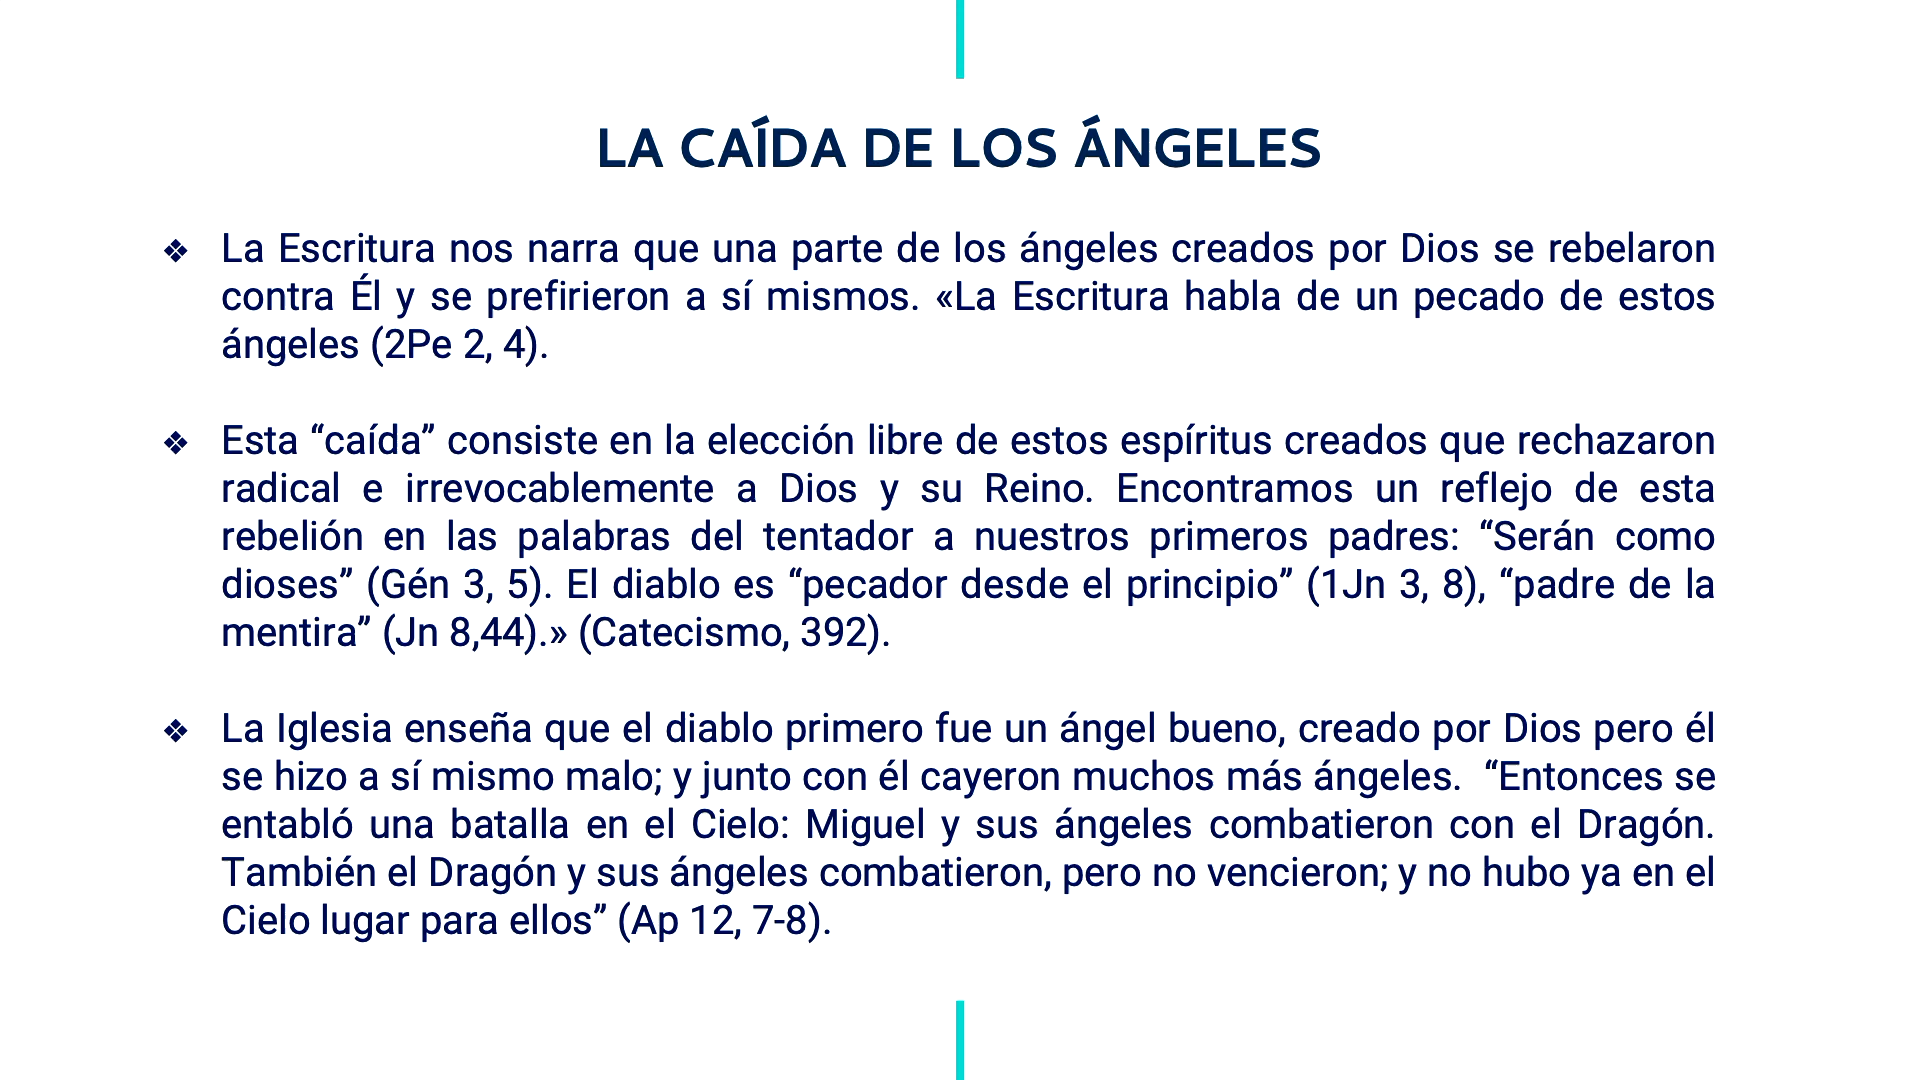 LA CAÍDA DE LOS ÁNGELES
❖ La Escritura nos narra que una parte de los ángeles creados por Dios se rebelaron
contra Él y se prefirieron a sí mismos. «La Escritura habla de un pecado de estos
ángeles (2Pe 2, 4).
❖ Esta “caída” consiste en la elección libre de estos espíritus creados que rechazaron
radical e irrevocablemente a Dios y su Reino. Encontramos un reflejo de esta
rebelión en las palabras del tentador a nuestros primeros padres: “Serán como
dioses” (Gén 3, 5). El diablo es “pecador desde el principio” (1Jn 3, 8), “padre de la
mentira” (Jn 8,44).» (Catecismo, 392).
❖ La Iglesia enseña que el diablo primero fue un ángel bueno, creado por Dios pero él
se hizo a sí mismo malo; y junto con él cayeron muchos más ángeles.  “Entonces se
entabló una batalla en el Cielo: Miguel y sus ángeles combatieron con el Dragón.
También el Dragón y sus ángeles combatieron, pero no vencieron; y no hubo ya en el
Cielo lugar para ellos” (Ap 12, 7-8).